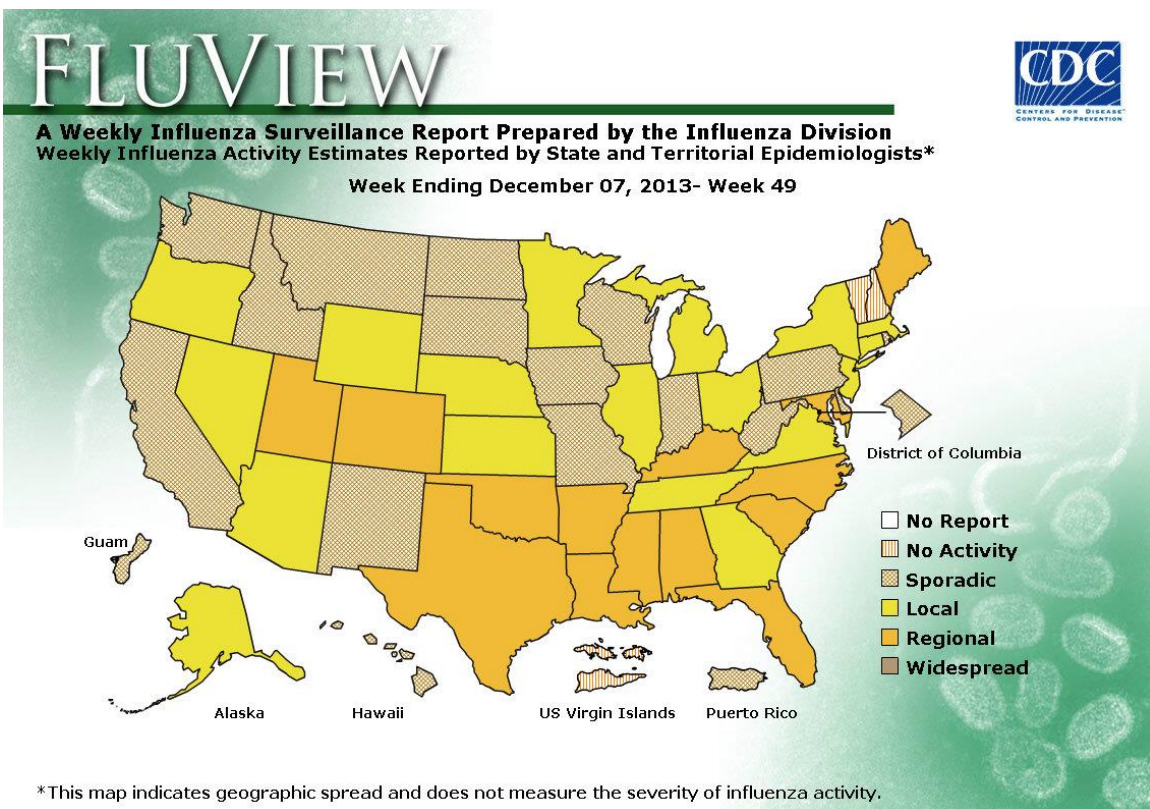 FLUVIEW
CDC
CENTERS FOR DISEASE™
CONTROL AND PREVENTION
A Weekly Influenza Surveillance Report Prepared by the Influenza Division
Weekly Influenza Activity Estimates Reported by State and Territorial Epidemiologists*
Week Ending December 07, 2013- Week 49
District of Columbia
No Report
No Activity
Sporadic
Local
Regional
Widespread
Guam
Alaska
Hawaii
US Virgin Islands
Puerto Rico
*This map indicates geographic spread and does not measure the severity of influenza activity.